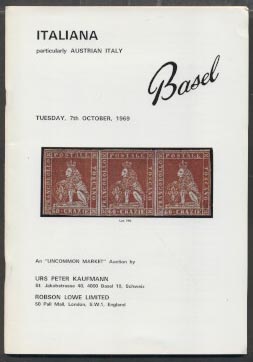 ITALIANA
particularly AUSTRIAN ITALY
Basel
TUESDAY, 7th OCTOBER, 1969
An "UNCOMMON MARKET" Auction by
URS PETER KAUFMANN
St. Jakobstrasse 40, 4000 Basel 10, Schweiz
ROBSON LOWE LIMITED
50 Pall Mall, London, S.W.1, England